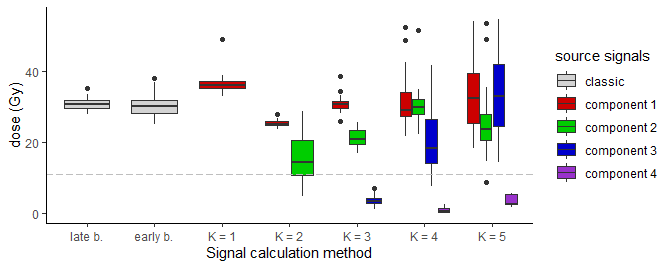 dose (Gy)
40
20
0
late b. early b. K = 1 K = 2 K = 3 K = 4 K = 5
Signal calculation method
source signals
classic
component 1
component 2
component 3
component 4